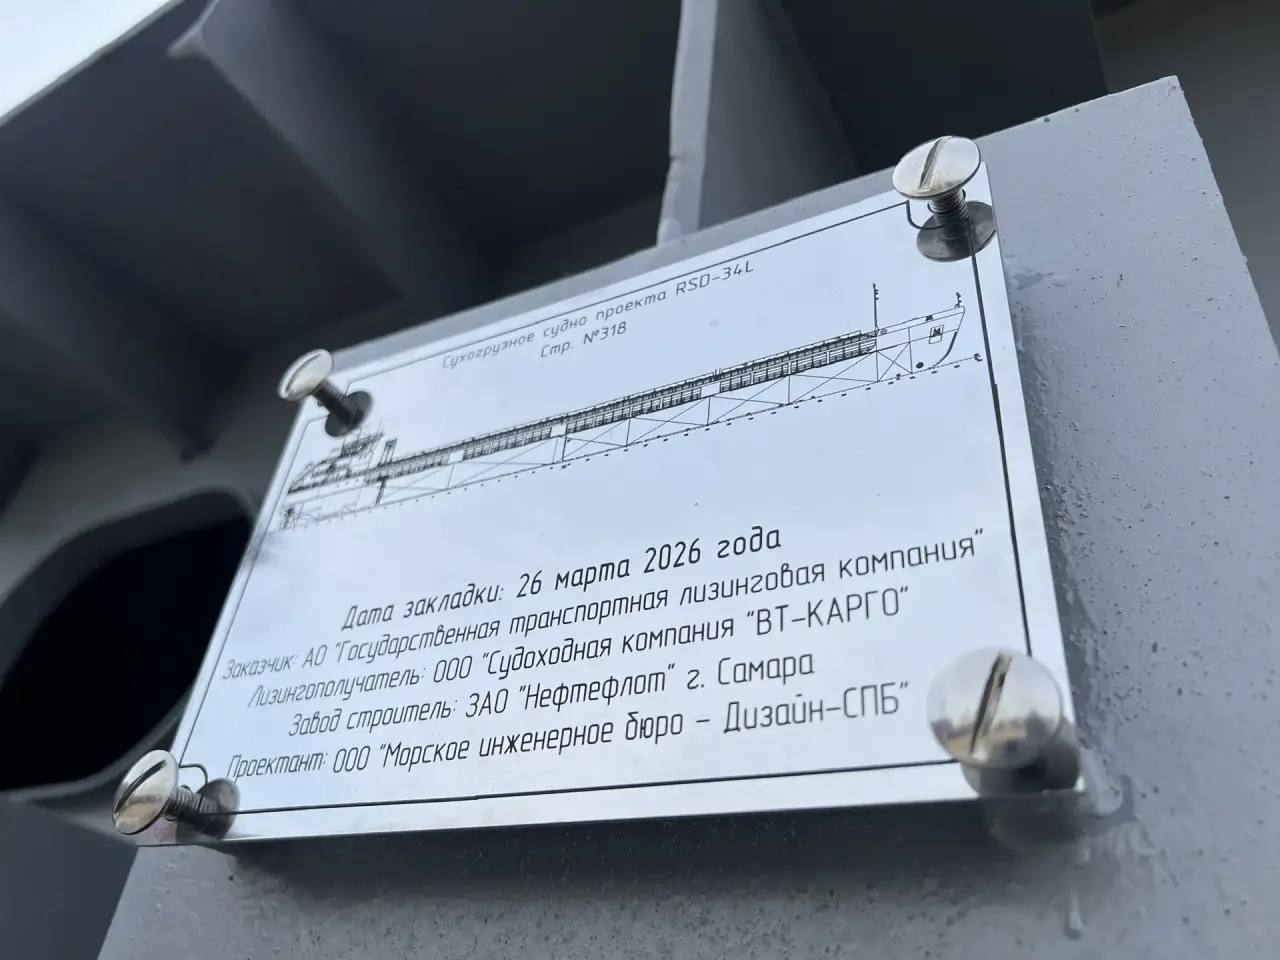 Сухогрузное судно проекта RSD-34L
Стр. №318
Дата закладки: 26 марта 2026 года
Заказчик: АО "Государственная транспортная лизинговая компания"
Лизингополучатель: ООО "Судоходная компания "ВТ-КАРГО"
Завод строитель: ЗАО "Нефтефлот" г. Самара
Проектант: ООО "Морское инженерное бюро - Дизайн-СПБ"